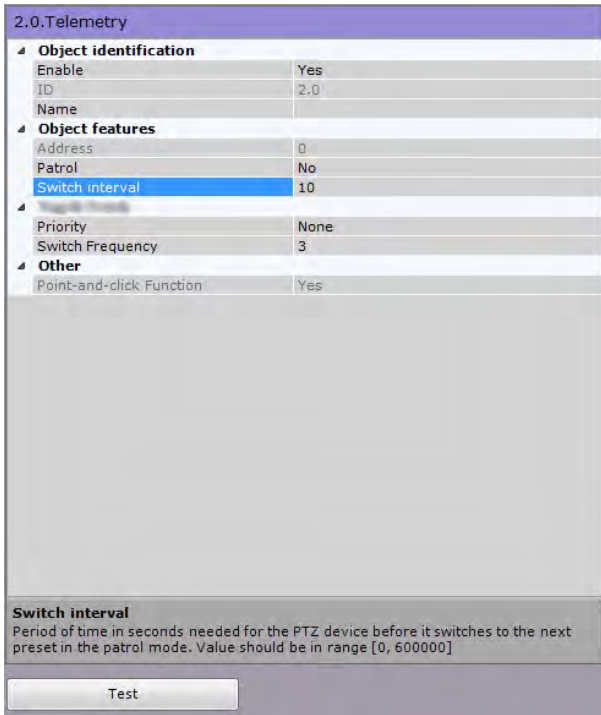 2.0.Telemetry
Object identification
Enable Yes
ID 2.0
Name
Object features
Address 0
Patrol No
Switch interval 10
Priority None
Switch Frequency 3
Other
Point-and-click Function Yes
Switch interval
Period of time in seconds needed for the PTZ device before it switches to the next
preset in the patrol mode. Value should be in range [0, 600000]
Test